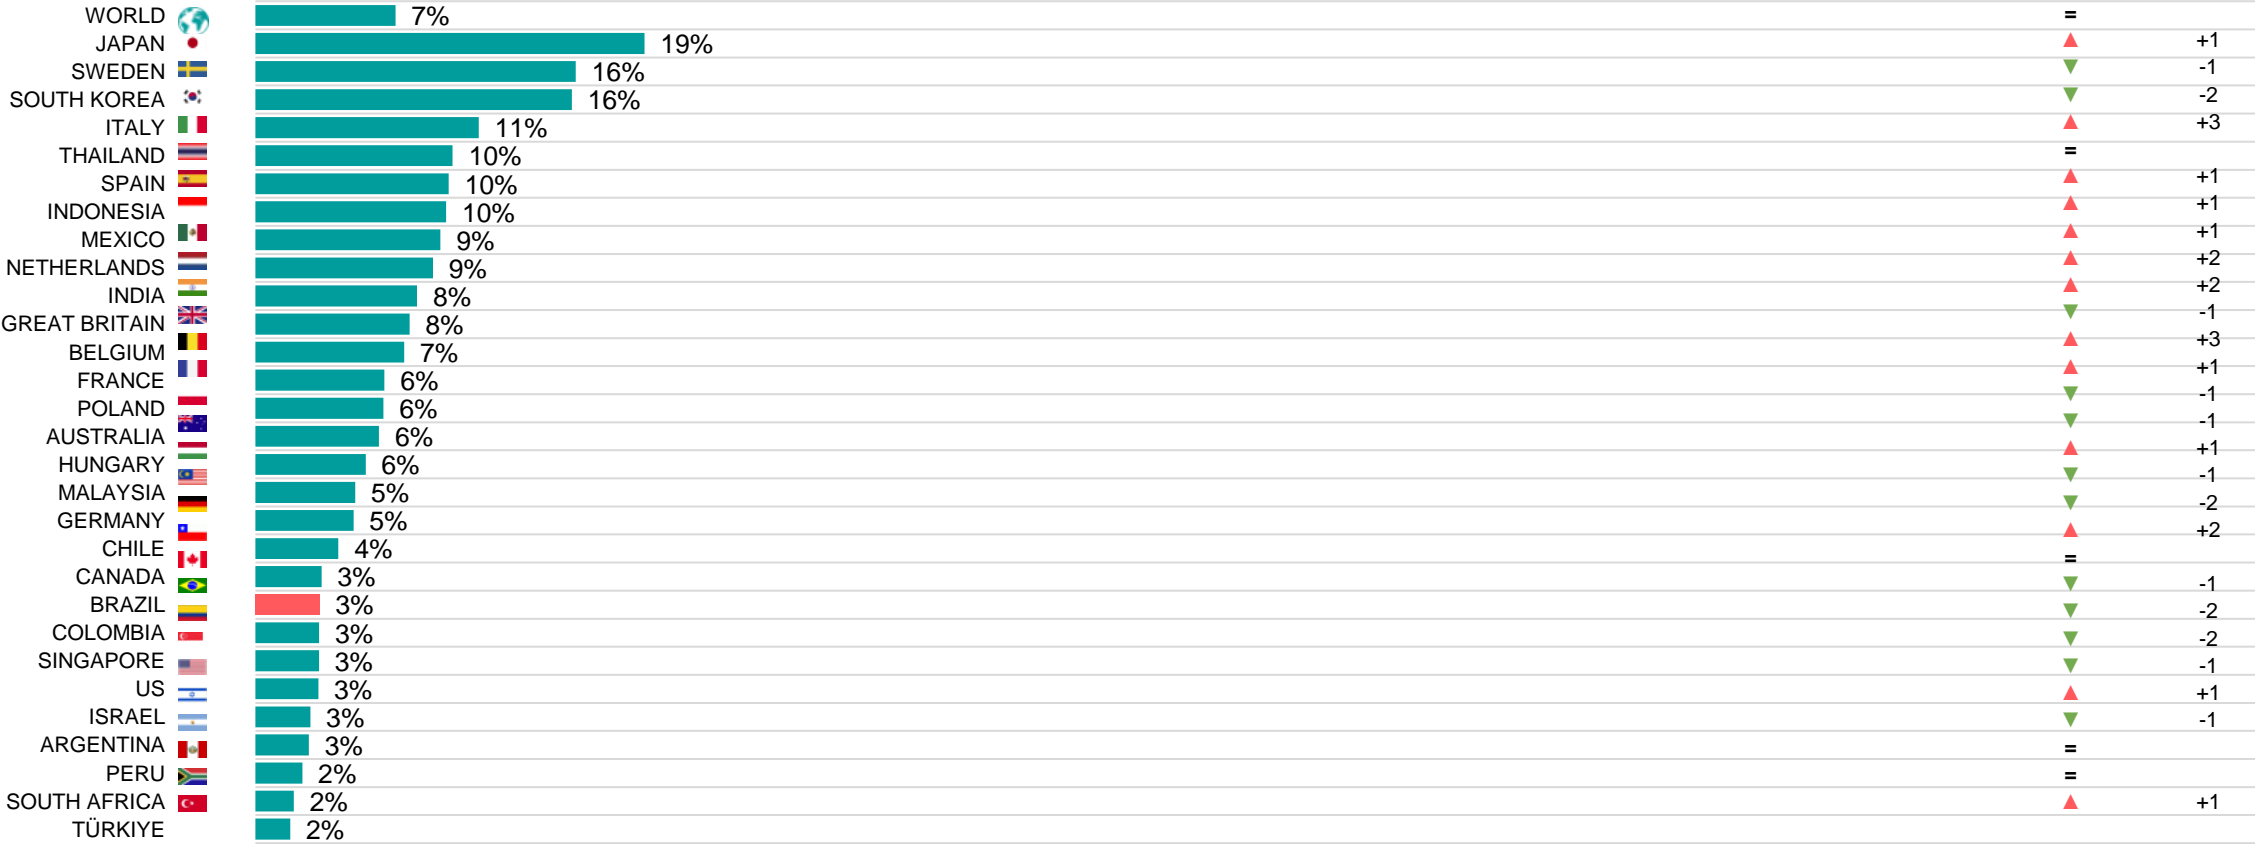 WORLD 7% =
JAPAN 19% ▲ +1
SWEDEN 16% ▼ -1
SOUTH KOREA 16% ▼ -2
ITALY 11% ▲ +3
THAILAND 10% =
SPAIN 10% ▲ +1
INDONESIA 10% ▲ +1
MEXICO 9% ▲ +1
NETHERLANDS 9% ▲ +2
INDIA 8% ▲ +2
GREAT BRITAIN 8% ▼ -1
BELGIUM 7% ▲ +3
FRANCE 6% ▲ +1
POLAND 6% ▼ -1
AUSTRALIA 6% ▼ -1
HUNGARY 6% ▲ +1
MALAYSIA 5% ▼ -1
GERMANY 5% ▼ -2
CHILE 4% ▲ +2
CANADA 3% =
BRAZIL 3% ▼ -1
COLOMBIA 3% ▼ -2
SINGAPORE 3% ▼ -2
US 3% ▼ -1
ISRAEL 3% ▲ +1
ARGENTINA 3% ▼ -1
PERU 2% =
SOUTH AFRICA 2% =
TÜRKIYE 2% ▲ +1